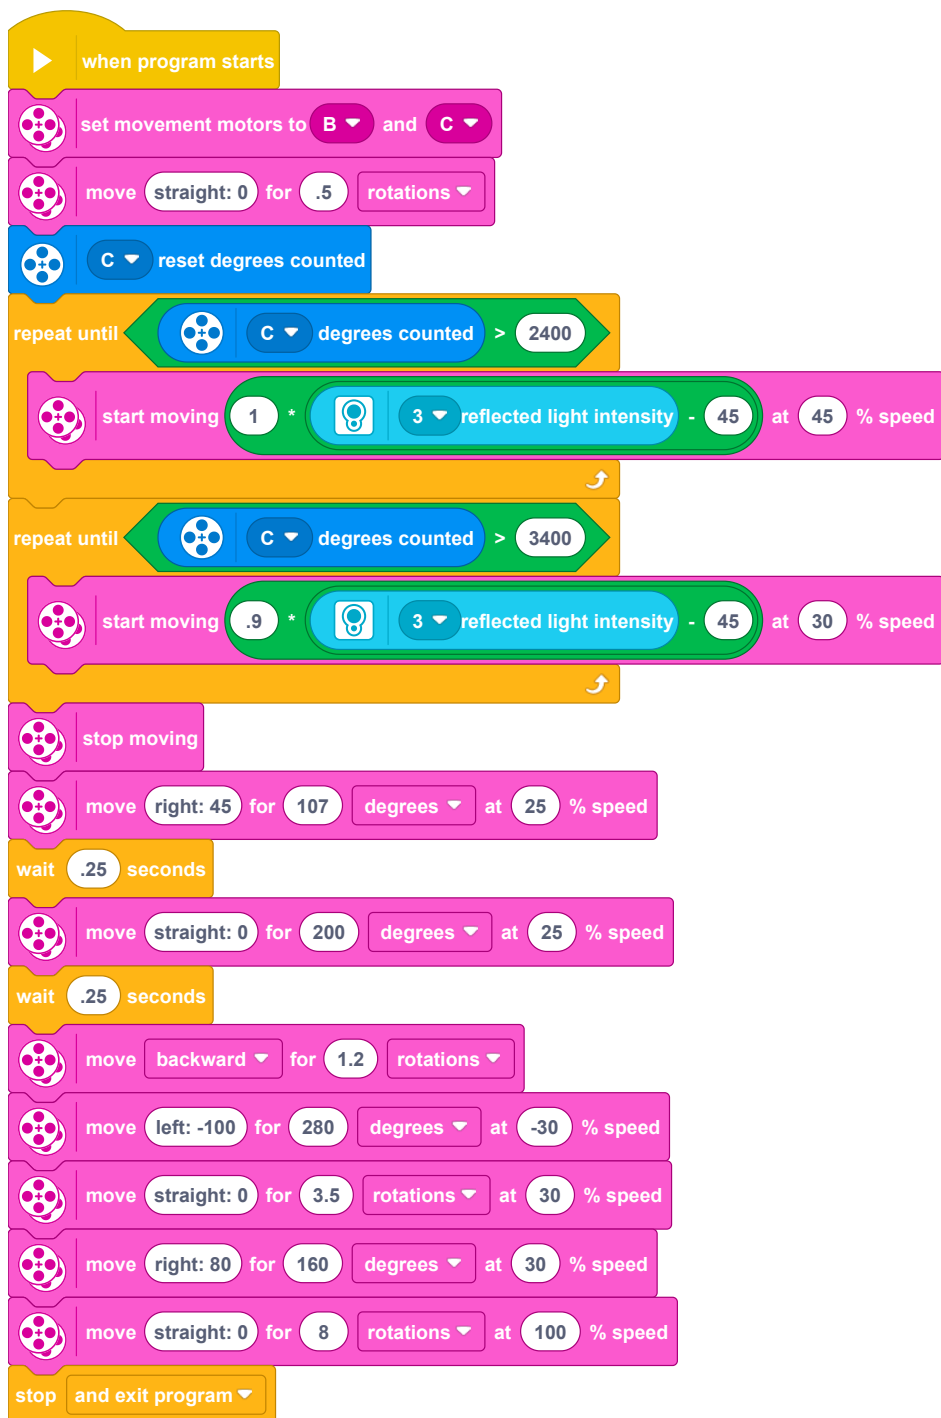 when program starts
set movement motors to B and C
move straight: 0 for .5 rotations
C reset degrees counted
repeat until C degrees counted > 2400
start moving 1 * 3 reflected light intensity - 45 at 45 % speed
repeat until C degrees counted > 3400
start moving .9 * 3 reflected light intensity - 45 at 30 % speed
stop moving
move right: 45 for 107 degrees at 25 % speed
wait .25 seconds
move straight: 0 for 200 degrees at 25 % speed
wait .25 seconds
move backward for 1.2 rotations
move left: -100 for 280 degrees at -30 % speed
move straight: 0 for 3.5 rotations at 30 % speed
move right: 80 for 160 degrees at 30 % speed
move straight: 0 for 8 rotations at 100 % speed
stop and exit program